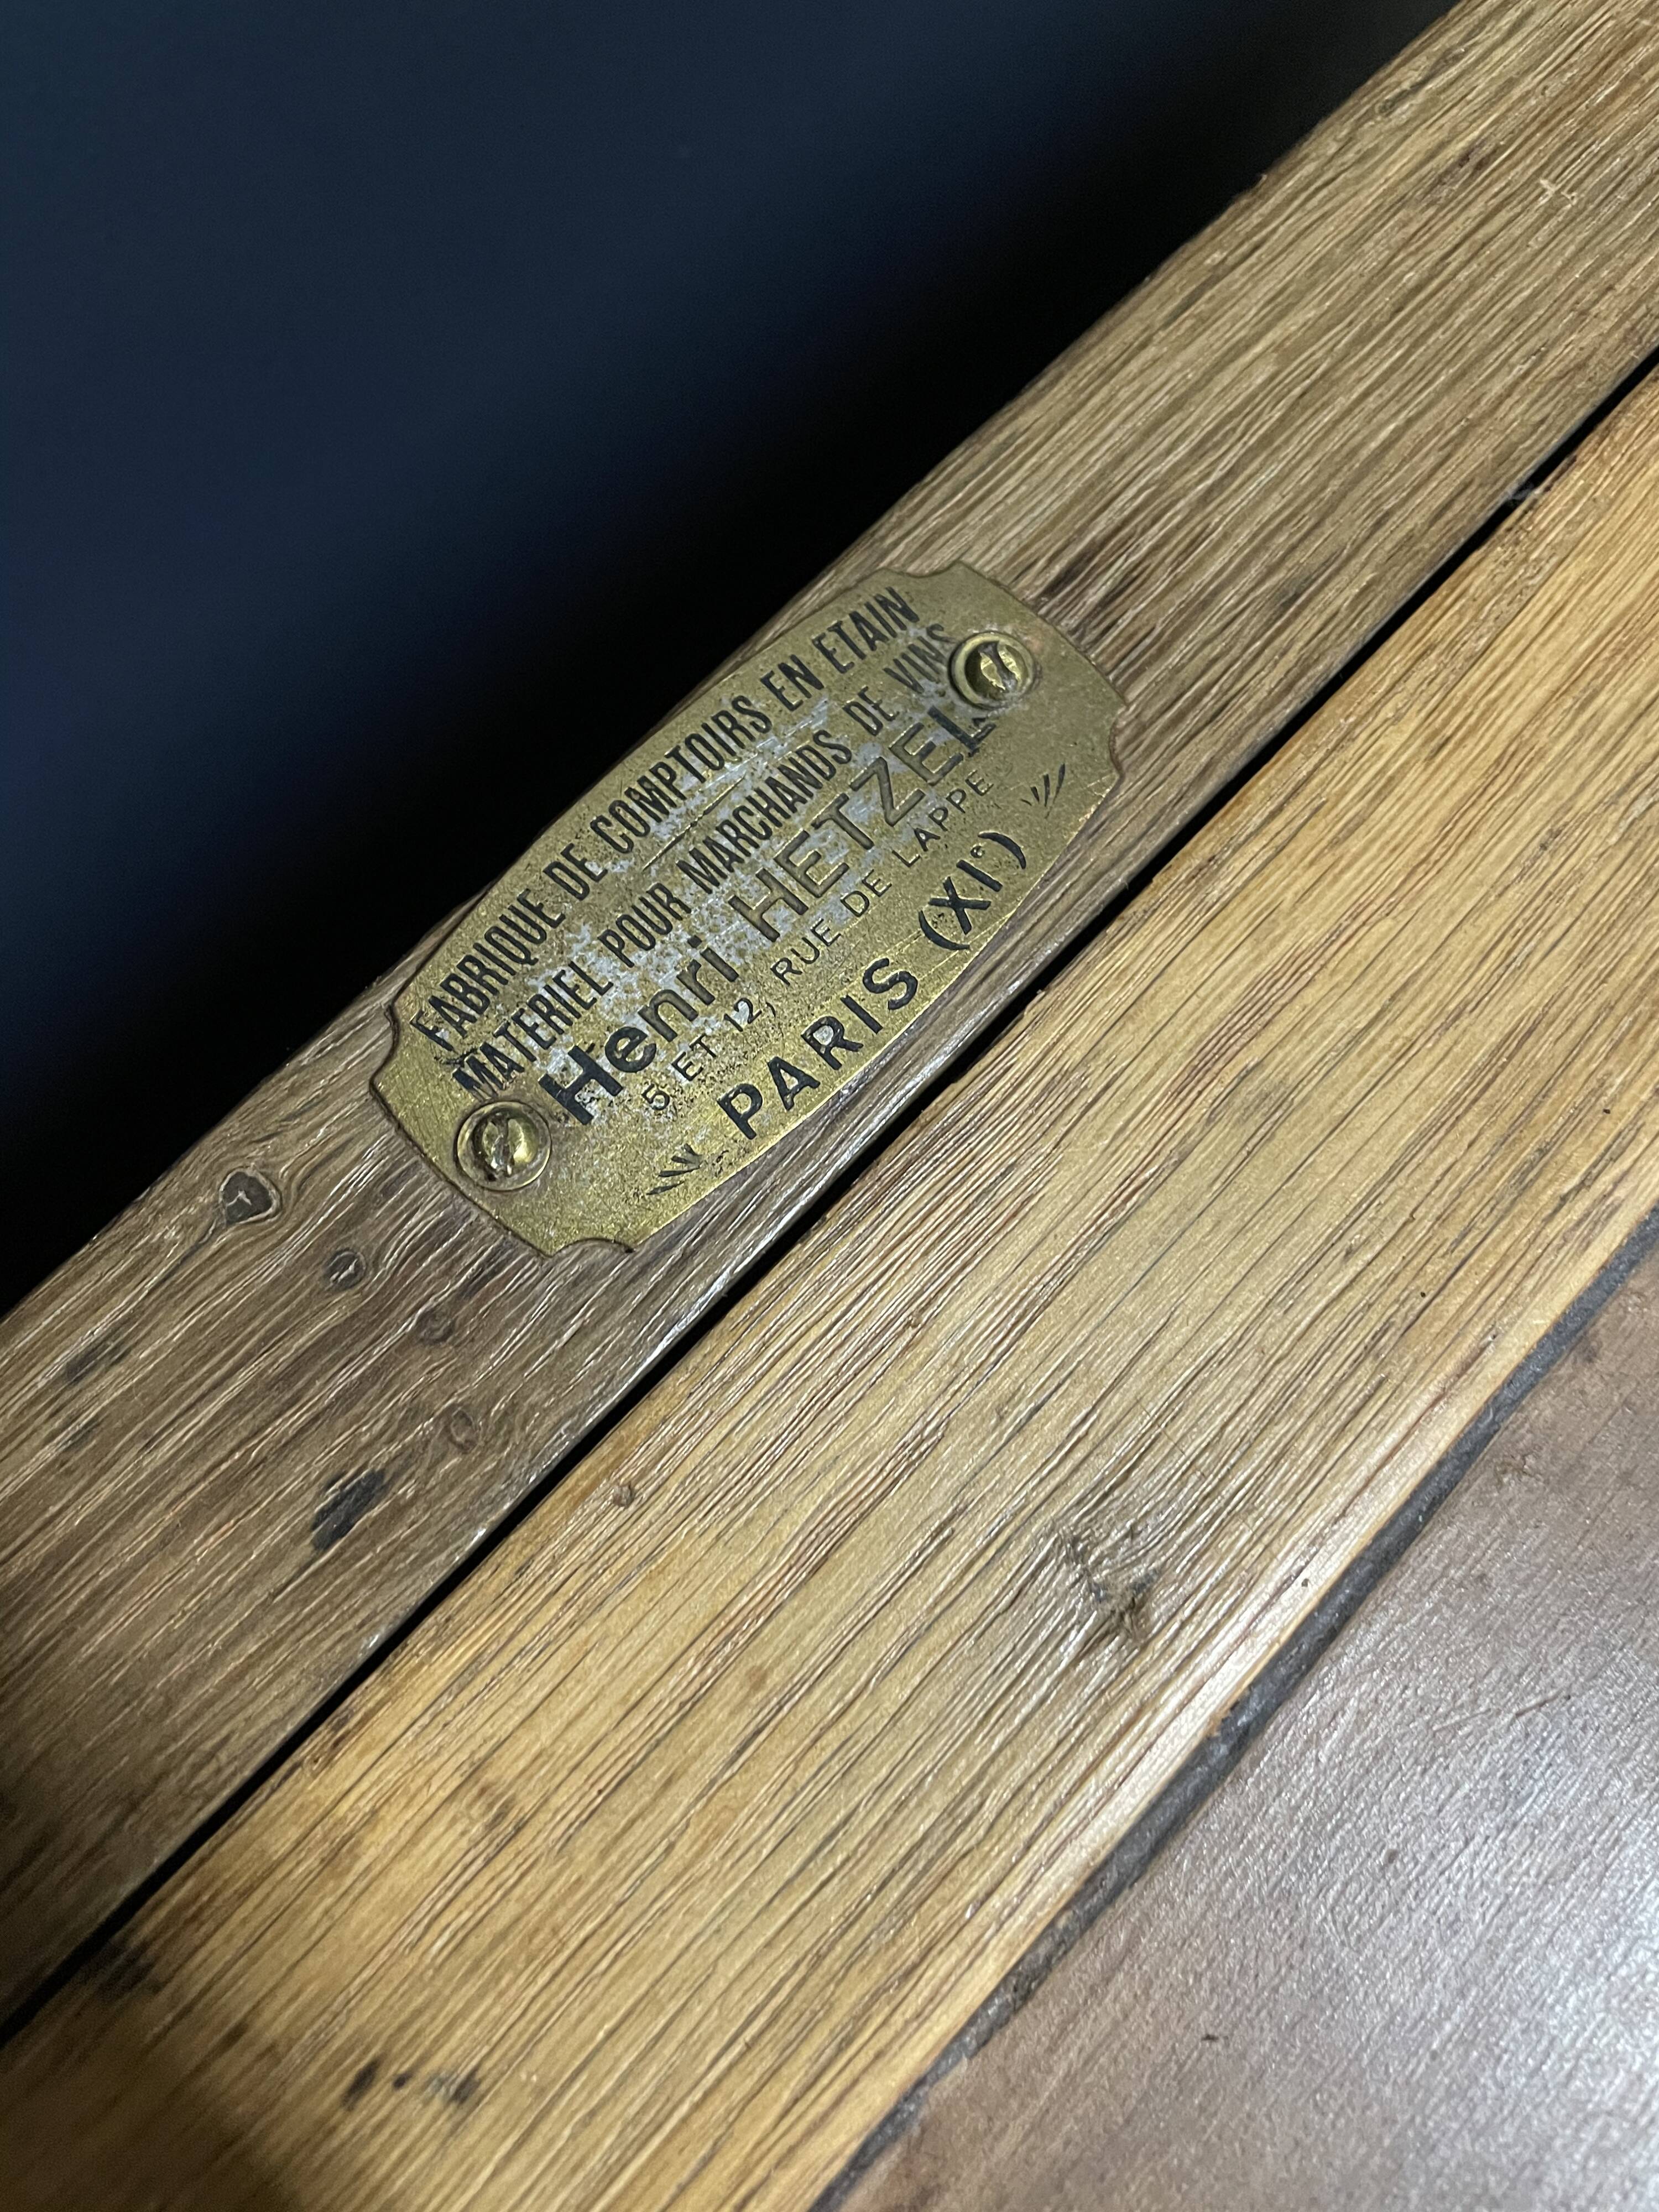 FABRIQUE DE COMPTOIRS EN ETAIN
MATERIEL POUR MARCHANDS DE VINS
Henri HETZEL
5 ET 12, RUE DE LAPPE
PARIS (XIᵉ)